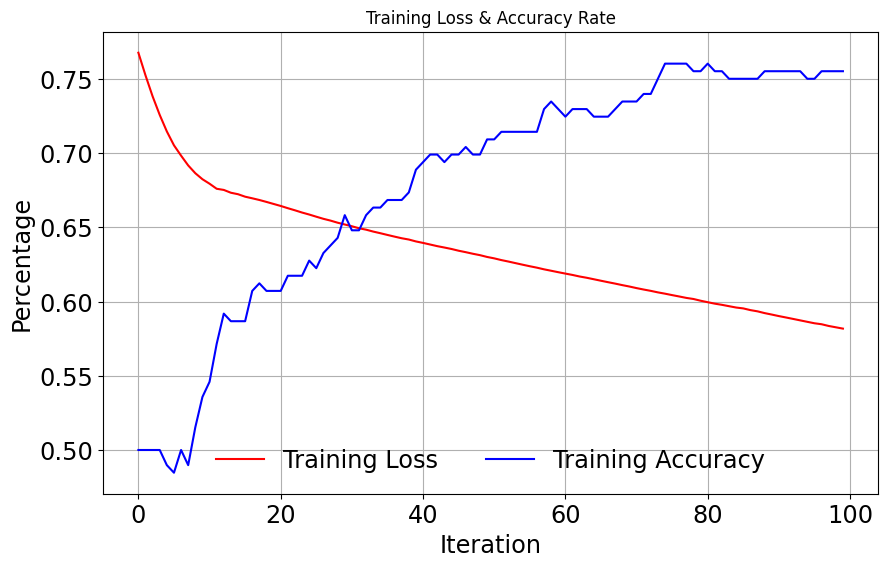 Training Loss & Accuracy Rate
Percentage
0.75
0.70
0.65
0.60
0.55
0.50
Training Loss
Training Accuracy
0 20 40 60 80 100
Iteration